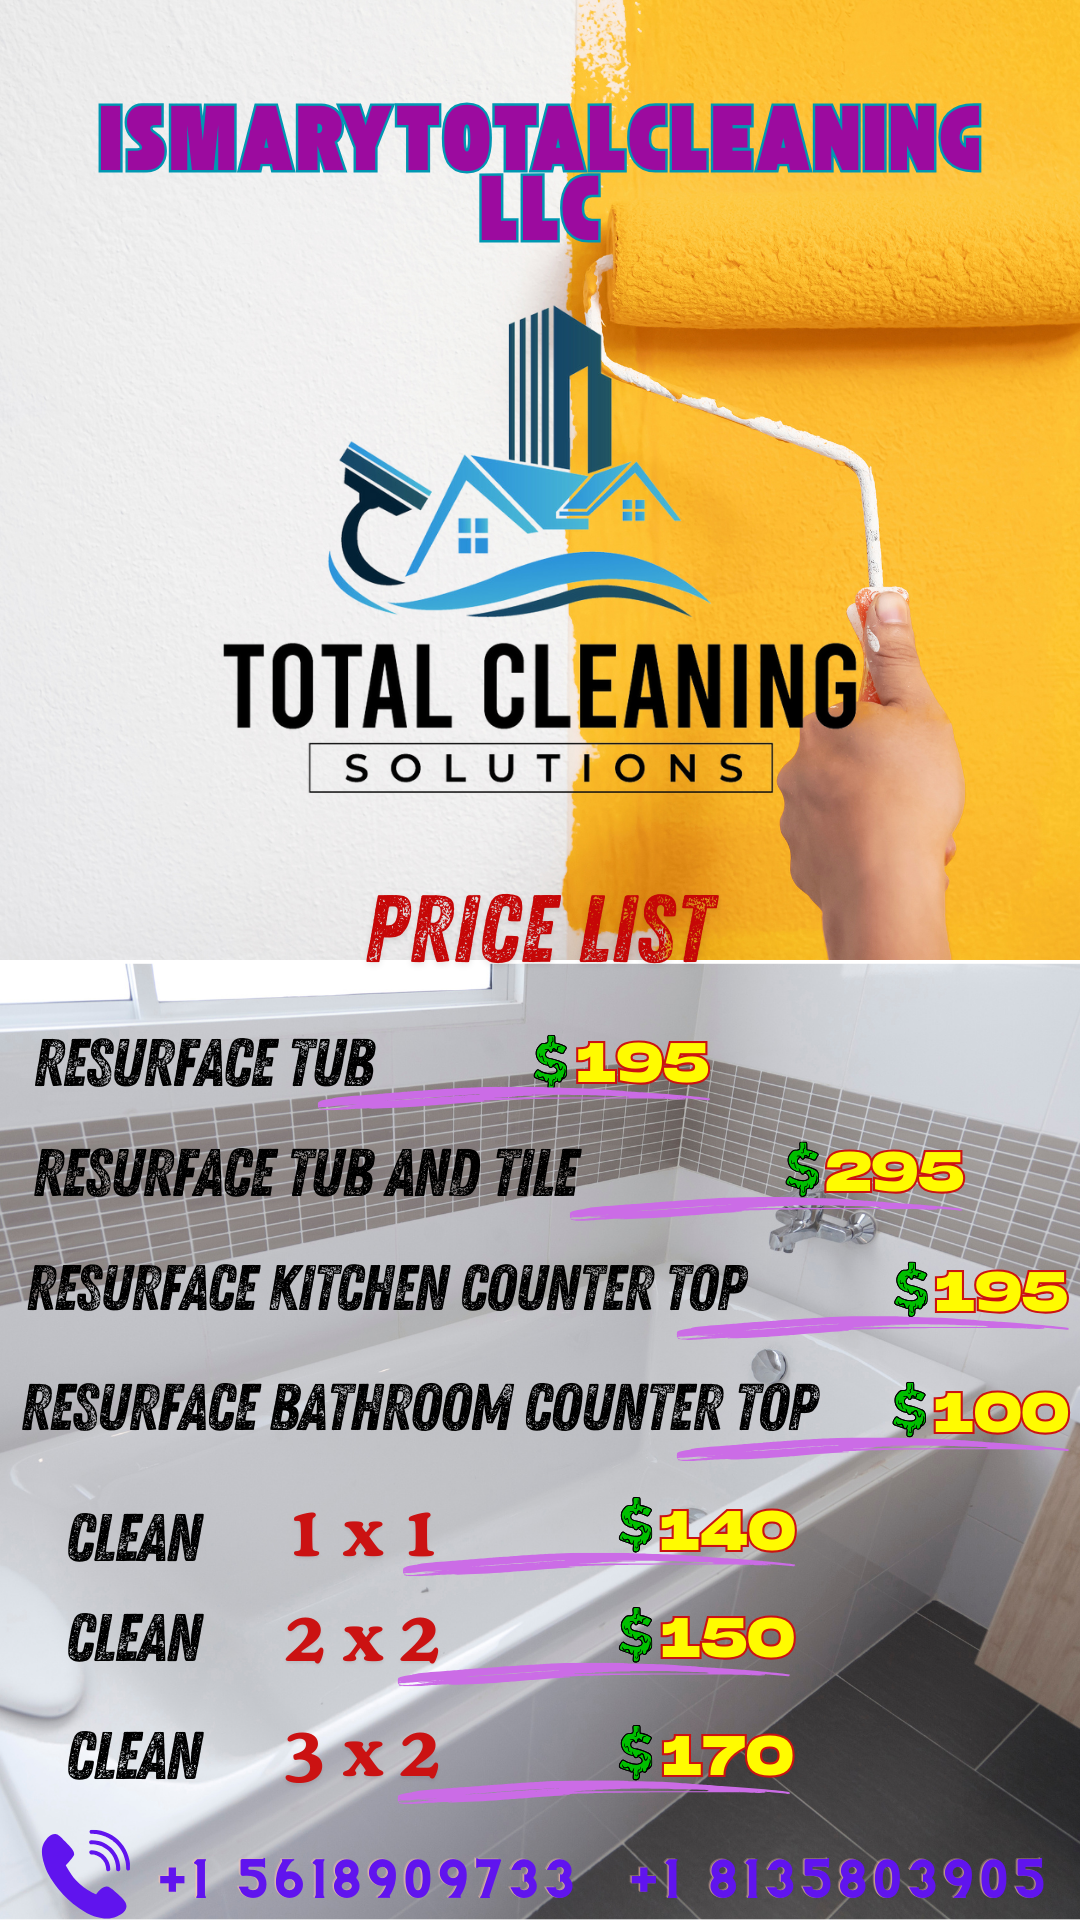 ISMARYTOTALCLEANING
LLC
TOTAL CLEANING
SOLUTIONS
PRICE LIST
RESURFACE TUB $195
RESURFACE TUB AND TILE $295
RESURFACE KITCHEN COUNTER TOP $195
RESURFACE BATHROOM COUNTER TOP $100
CLEAN 1 x 1 $140
CLEAN 2 x 2 $150
CLEAN 3 x 2 $170
+1 5618909733 +1 8135803905